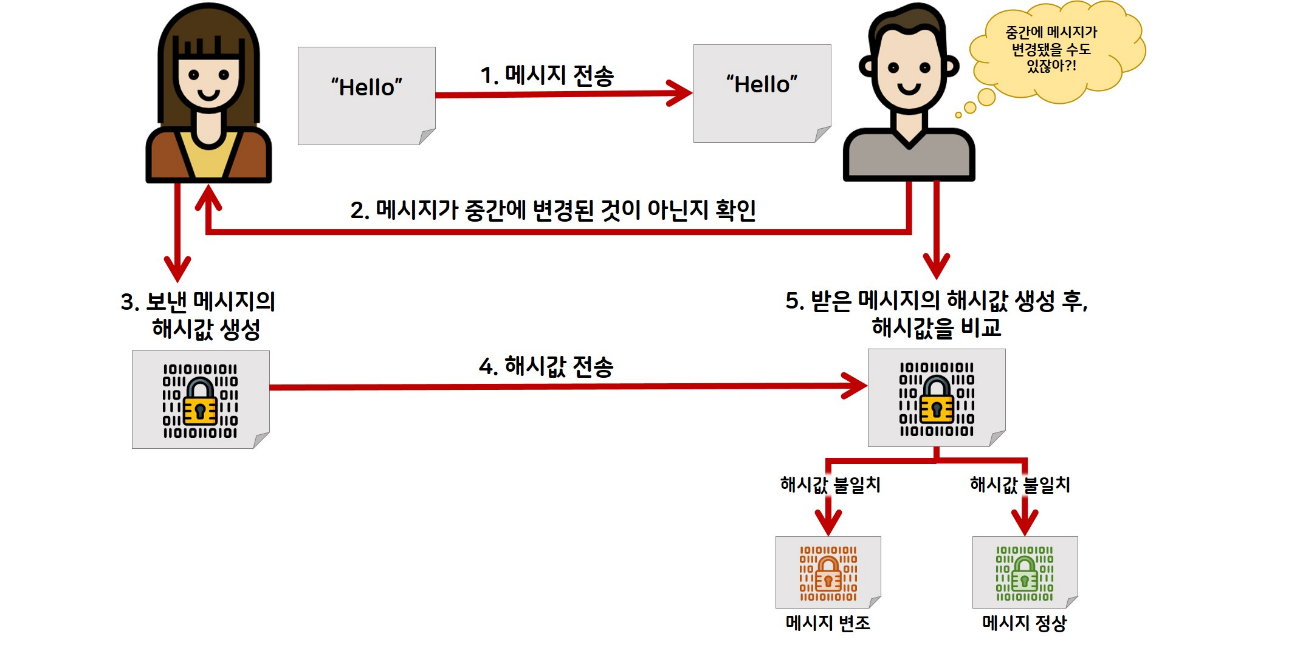 중간에 메시지가
변경됐을 수도
있잖아?!
“Hello”
1. 메시지 전송
“Hello”
2. 메시지가 중간에 변경된 것이 아닌지 확인
3. 보낸 메시지의
해시값 생성
5. 받은 메시지의 해시값 생성 후,
해시값을 비교
4. 해시값 전송
해시값 불일치
해시값 불일치
메시지 변조
메시지 정상